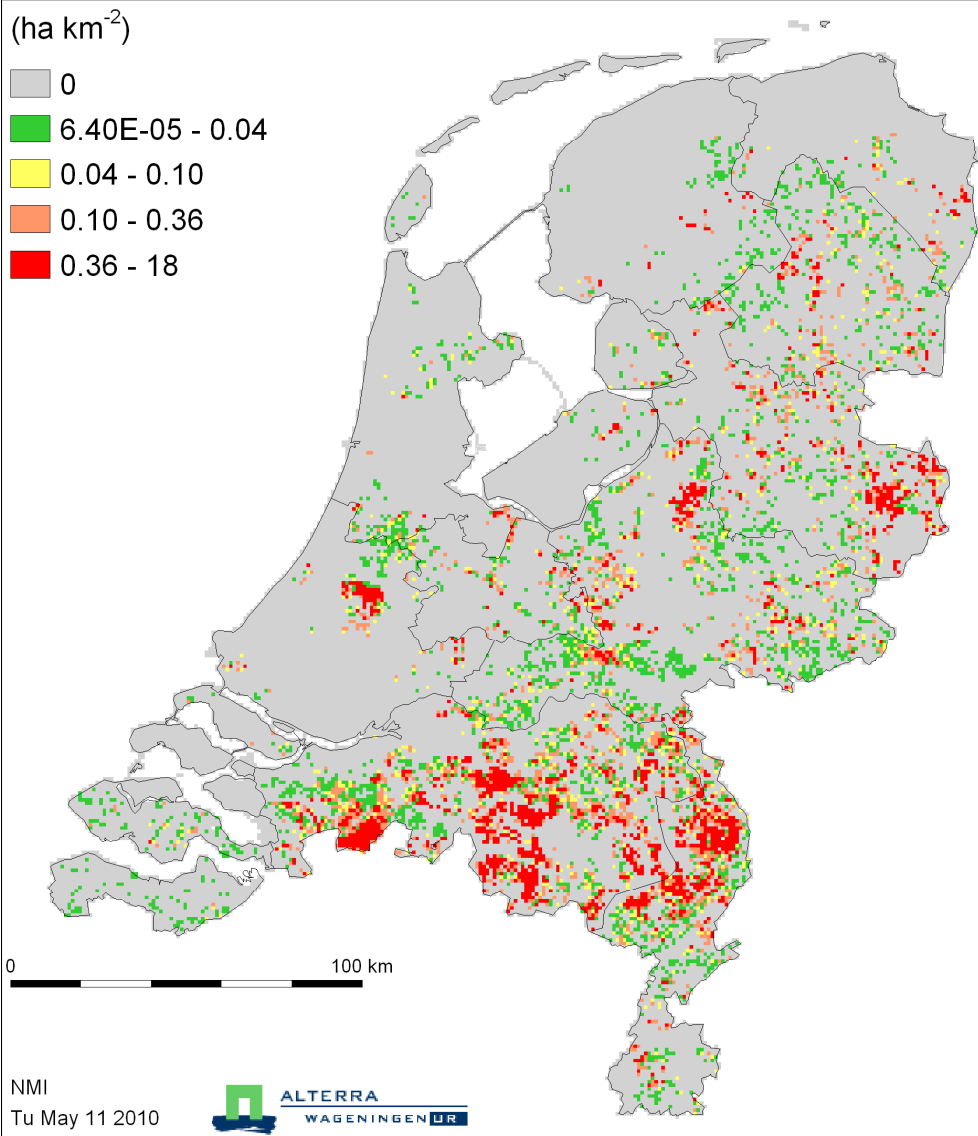 (ha km-2)
0
6.40E-05 - 0.04
0.04 - 0.10
0.10 - 0.36
0.36 - 18
0 100 km
NMI
Tu May 11 2010
ALTERRA
WAGENINGEN UR